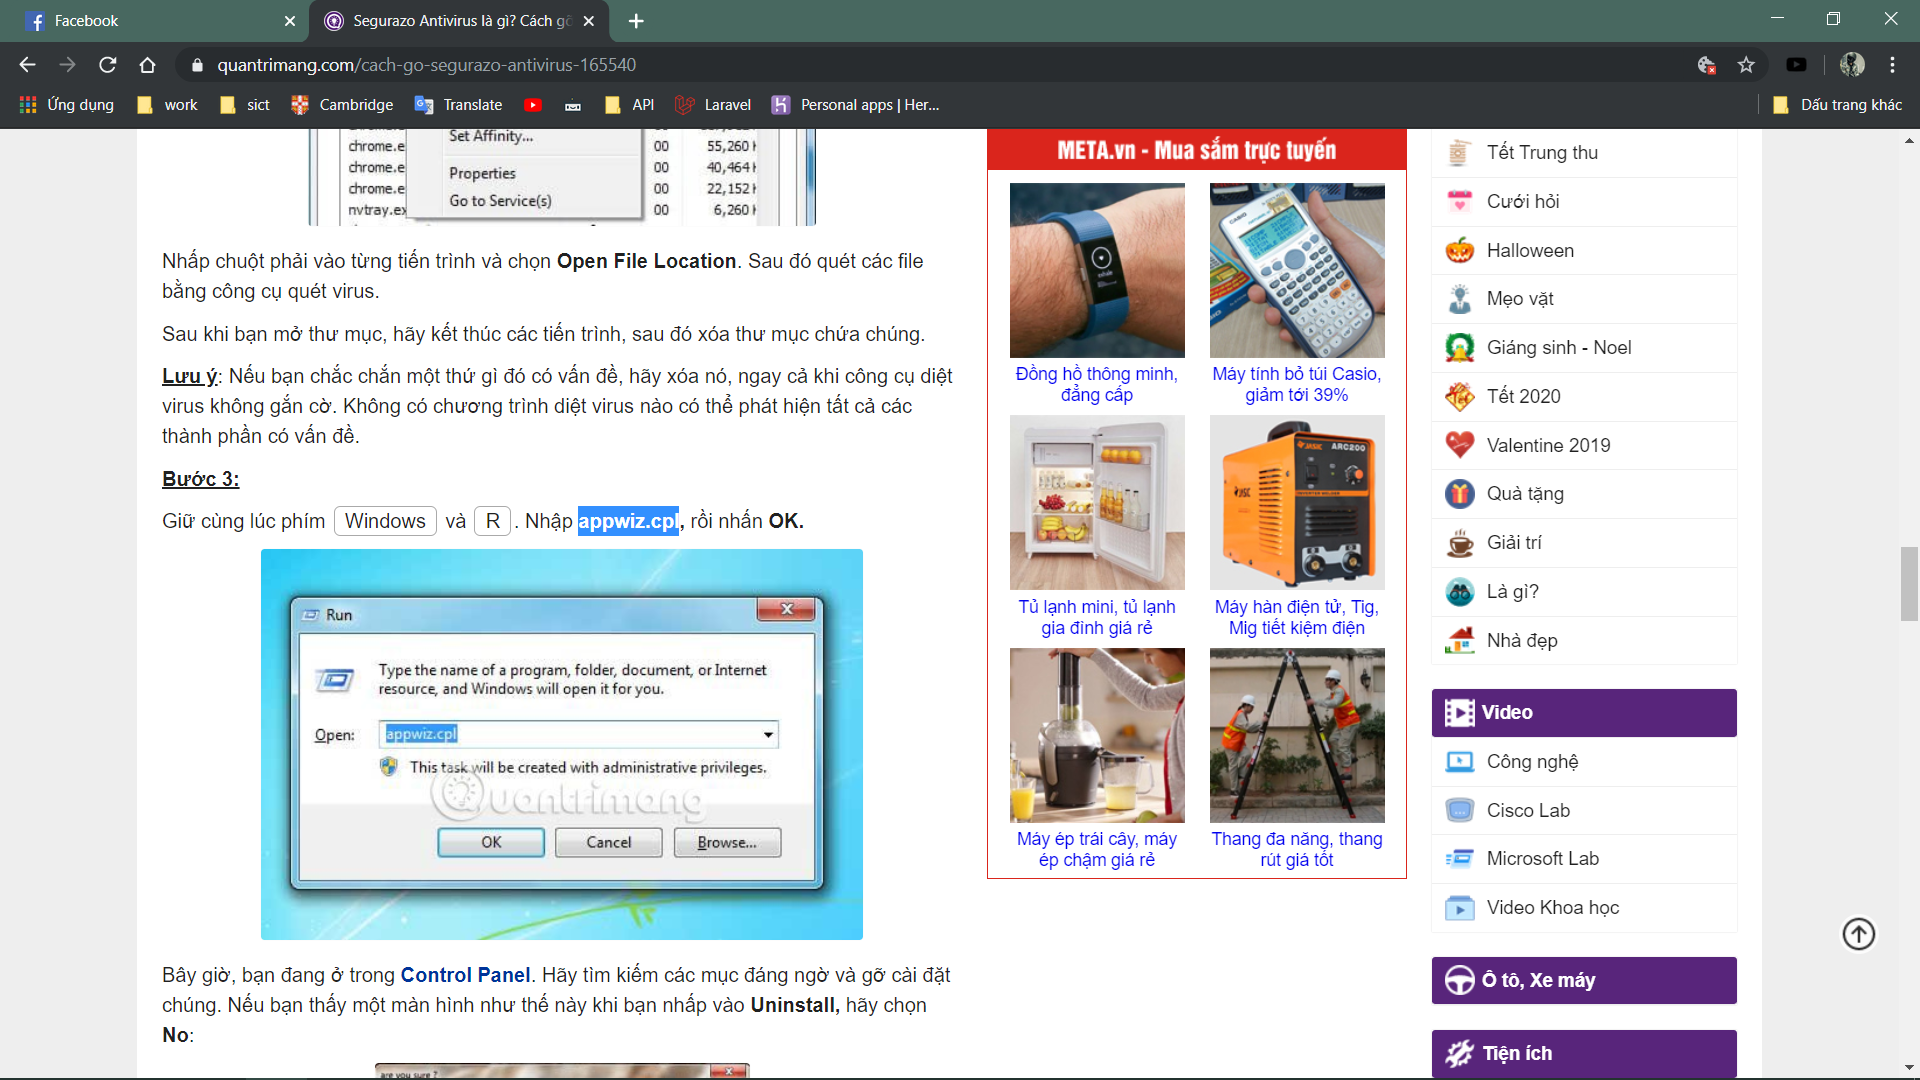 Facebook
Segurazo Antivirus là gì? Cách gỡ
quantrimang.com/cach-go-segurazo-antivirus-165540
Ứng dụng
work
sict
Cambridge
Translate
API
Laravel
Personal apps | Her...
Dấu trang khác
Set Affinity...
chrome.e
00
55,260
chrome.e
Properties
00
40,464
chrome.e
00
22,152
nvtray.ex
Go to Service(s)
00
6,260
Nhấp chuột phải vào từng tiến trình và chọn Open File Location. Sau đó quét các file
bằng công cụ quét virus.
Sau khi bạn mở thư mục, hãy kết thúc các tiến trình, sau đó xóa thư mục chứa chúng.
Lưu ý: Nếu bạn chắc chắn một thứ gì đó có vấn đề, hãy xóa nó, ngay cả khi công cụ diệt
virus không gắn cờ. Không có chương trình diệt virus nào có thể phát hiện tất cả các
thành phần có vấn đề.
Bước 3:
Giữ cùng lúc phím Windows và R . Nhập appwiz.cpl, rồi nhấn OK.
Run
Type the name of a program, folder, document, or Internet
resource, and Windows will open it for you.
Open: appwiz.cpl
This task will be created with administrative privileges.
Quantrimang
OK
Cancel
Browse...
Bây giờ, bạn đang ở trong Control Panel. Hãy tìm kiếm các mục đáng ngờ và gỡ cài đặt
chúng. Nếu bạn thấy một màn hình như thế này khi bạn nhấp vào Uninstall, hãy chọn
No:
are you sure ?
META.vn - Mua sắm trực tuyến
CASIO
Đồng hồ thông minh,
đẳng cấp
Máy tính bỏ túi Casio,
giảm tới 39%
JASIC ARC200
JASIC
Tủ lạnh mini, tủ lạnh
gia đình giá rẻ
Máy hàn điện tử, Tig,
Mig tiết kiệm điện
Máy ép trái cây, máy
ép chậm giá rẻ
Thang đa năng, thang
rút giá tốt
Tết Trung thu
Cưới hỏi
Halloween
Mẹo vặt
Giáng sinh - Noel
Tết 2020
Valentine 2019
Quà tặng
Giải trí
Là gì?
Nhà đẹp
Video
Công nghệ
Cisco Lab
Microsoft Lab
Video Khoa học
Ô tô, Xe máy
Tiện ích